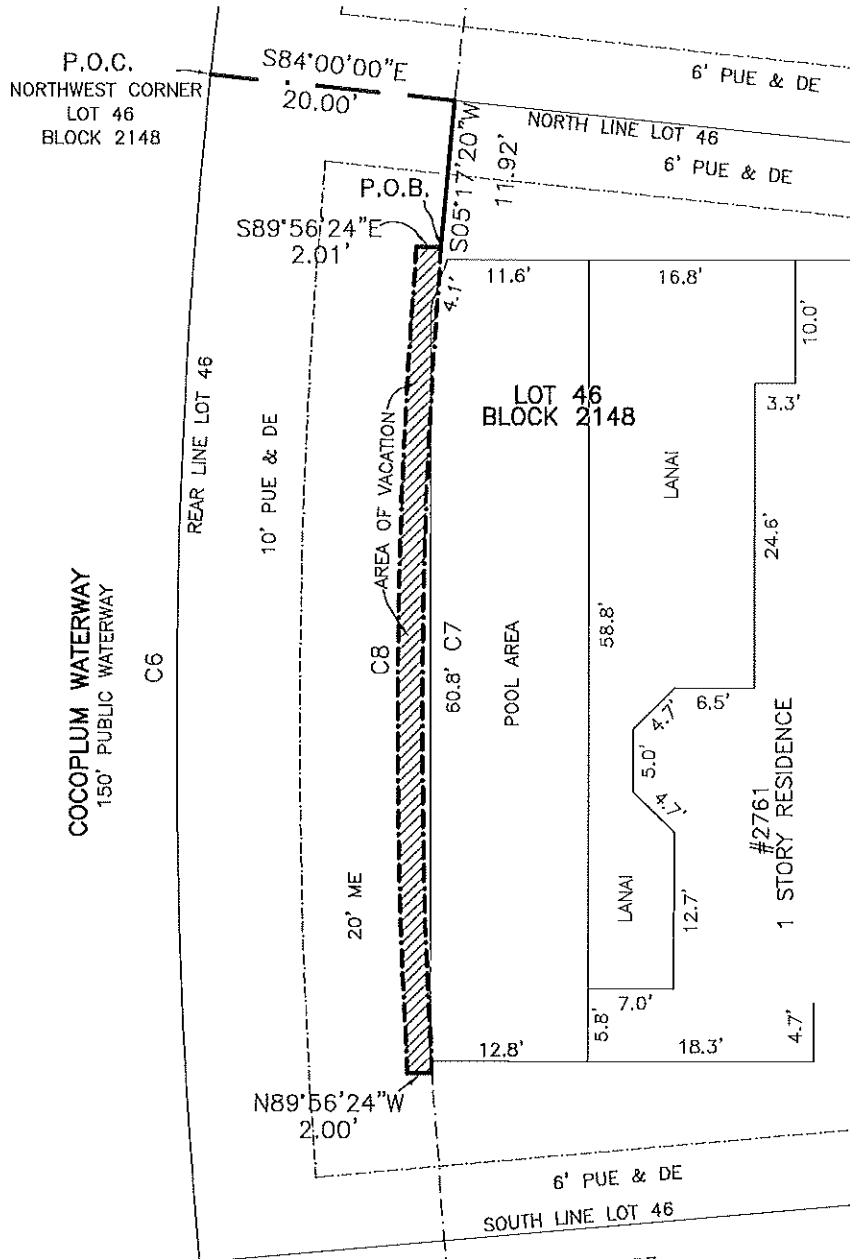 P.O.C.
NORTHWEST CORNER
LOT 46
BLOCK 2148
S84°00'00"E
20.00'
6' PUE & DE
NORTH LINE LOT 46
6' PUE & DE
S05°17'20"W
11.92'
P.O.B.
S89°56'24"E
2.01'
4.1'
11.6'
16.8'
10.0'
3.3'
LOT 46
BLOCK 2148
REAR LINE LOT 46
10' PUE & DE
AREA OF VACATION
LANAI
24.6'
COCOPLUM WATERWAY
150' PUBLIC WATERWAY
C6
C8
60.8'
C7
POOL AREA
58.8'
6.5'
4.7'
5.0'
4.7'
#2761
1 STORY RESIDENCE
20' ME
LANAI
12.7'
7.0'
5.8'
12.8'
18.3'
4.7'
N89°56'24"W
2.00'
6' PUE & DE
SOUTH LINE LOT 46